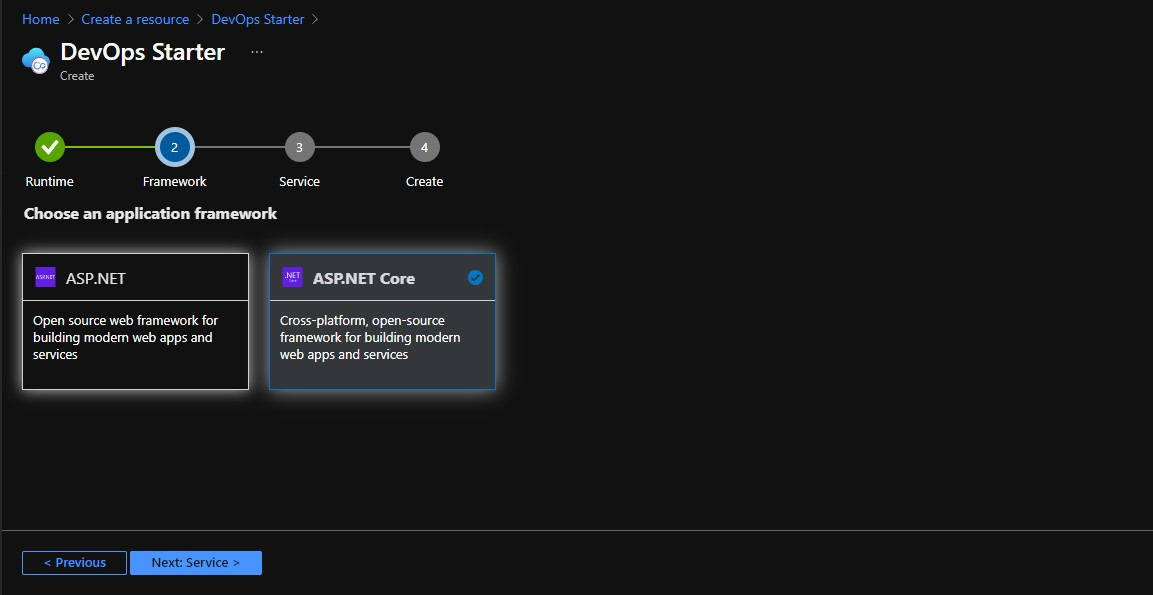 Home > Create a resource > DevOps Starter >
DevOps Starter ...
Create
2
3
4
Runtime
Framework
Service
Create
Choose an application framework
ASP.NET
ASP.NET
Open source web framework for
building modern web apps and
services
.NET
Core
ASP.NET Core
Cross-platform, open-source
framework for building modern
web apps and services
< Previous
Next: Service >